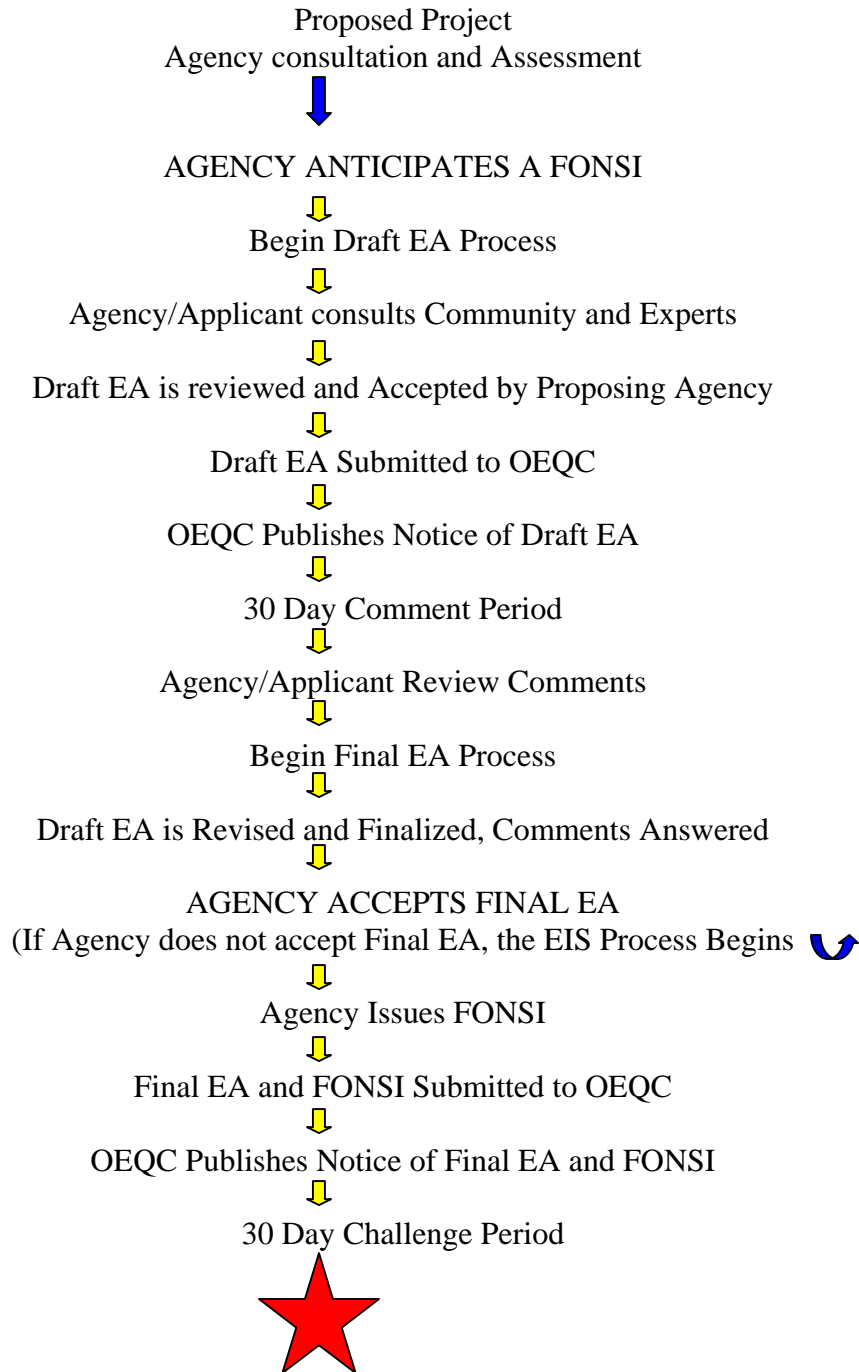 Proposed Project
Agency consultation and Assessment
AGENCY ANTICIPATES A FONSI
Begin Draft EA Process
Agency/Applicant consults Community and Experts
Draft EA is reviewed and Accepted by Proposing Agency
Draft EA Submitted to OEQC
OEQC Publishes Notice of Draft EA
30 Day Comment Period
Agency/Applicant Review Comments
Begin Final EA Process
Draft EA is Revised and Finalized, Comments Answered
AGENCY ACCEPTS FINAL EA
(If Agency does not accept Final EA, the EIS Process Begins
Agency Issues FONSI
Final EA and FONSI Submitted to OEQC
OEQC Publishes Notice of Final EA and FONSI
30 Day Challenge Period